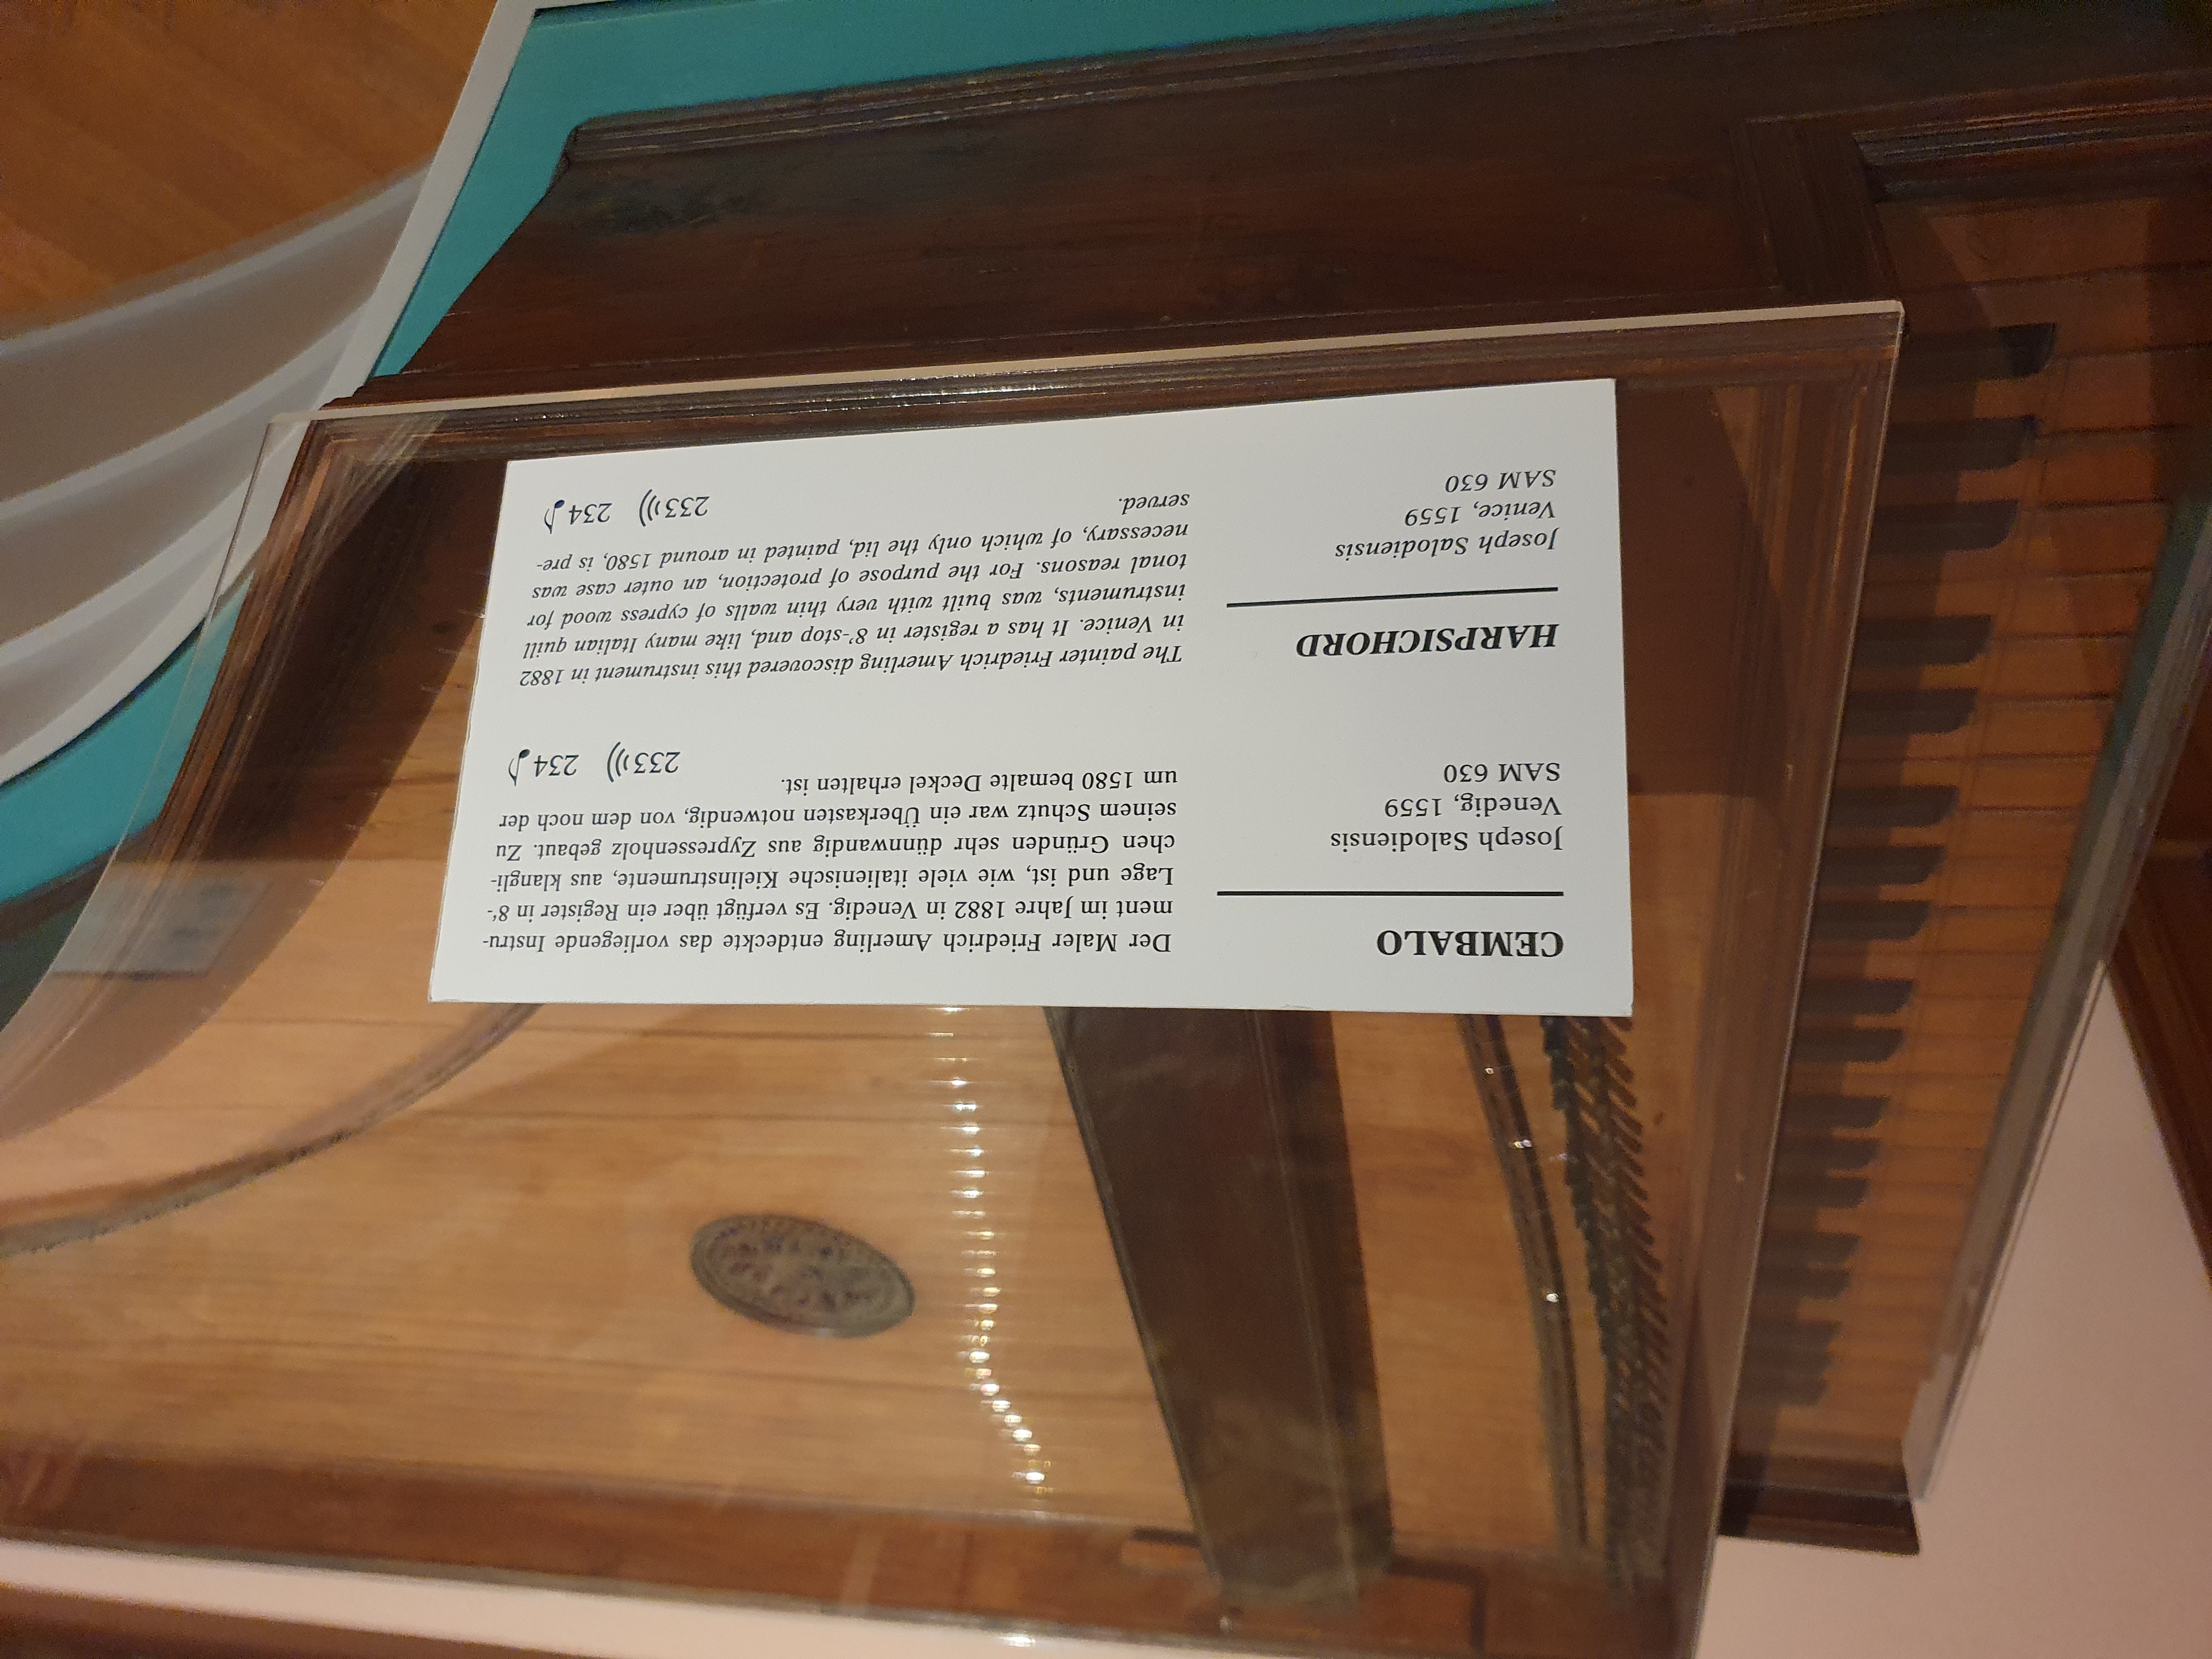 CEMBALO
Joseph Salodiensis
Venedig, 1559
SAM 630
Der Maler Friedrich Amerling entdeckte das vorliegende Instru-
ment im Jahre 1882 in Venedig. Es verfügt über ein Register in 8'-
Lage und ist, wie viele italienische Kielinstrumente, aus klangli-
chen Gründen sehr dünnwandig aus Zypressenholz gebaut. Zu
seinem Schutz war ein Überkasten notwendig, von dem noch der
um 1580 bemalte Deckel erhalten ist.
233 234
HARPSICHORD
Joseph Salodiensis
Venice, 1559
SAM 630
The painter Friedrich Amerling discovered this instrument in 1882
in Venice. It has a register in 8'-stop and, like many Italian quill
instruments, was built with very thin walls of cypress wood for
tonal reasons. For the purpose of protection, an outer case was
necessary, of which only the lid, painted in around 1580, is pre-
served.
233 234